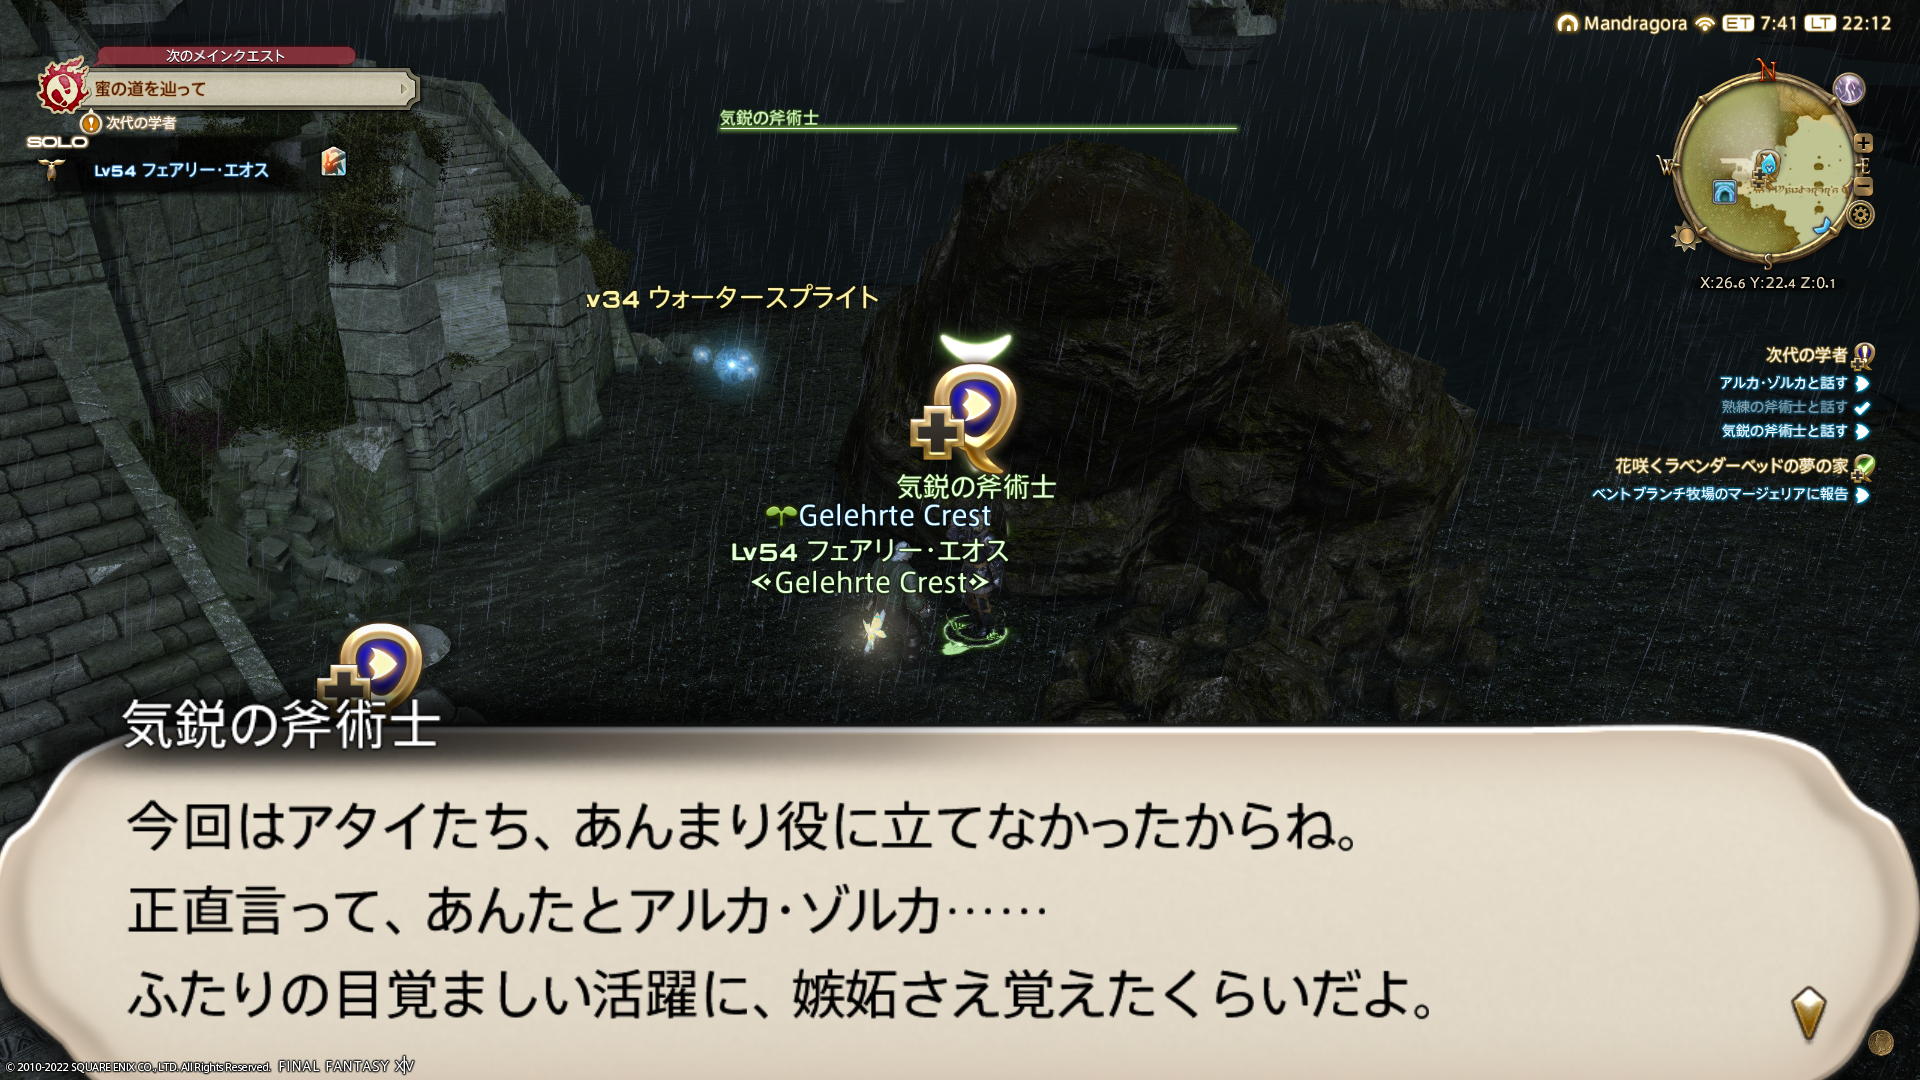 Mandragora ET 7:41 LT 22:12
次のメインクエスト
蜜の道を辿って
次代の学者
SOLO
Lv54 フェアリー・エオス
気鋭の斧術士
N
W
E
S
X:26.6 Y:22.4 Z:0.1
v34 ウォータースプライト
次代の学者
アルカ・ゾルカと話す
熟練の斧術士と話す
気鋭の斧術士と話す
花咲くラベンダーベッドの夢の家
ベントブランチ牧場のマージェリアに報告
気鋭の斧術士
Gelehrte Crest
Lv54 フェアリー・エオス
Gelehrte Crest
気鋭の斧術士
今回はアタイたち、あんまり役に立てなかったからね。
正直言って、あんたとアルカ・ゾルカ……
ふたりの目覚ましい活躍に、嫉妬さえ覚えたくらいだよ。
© 2010-2022 SQUARE ENIX CO., LTD. All Rights Reserved. FINAL FANTASY XIV